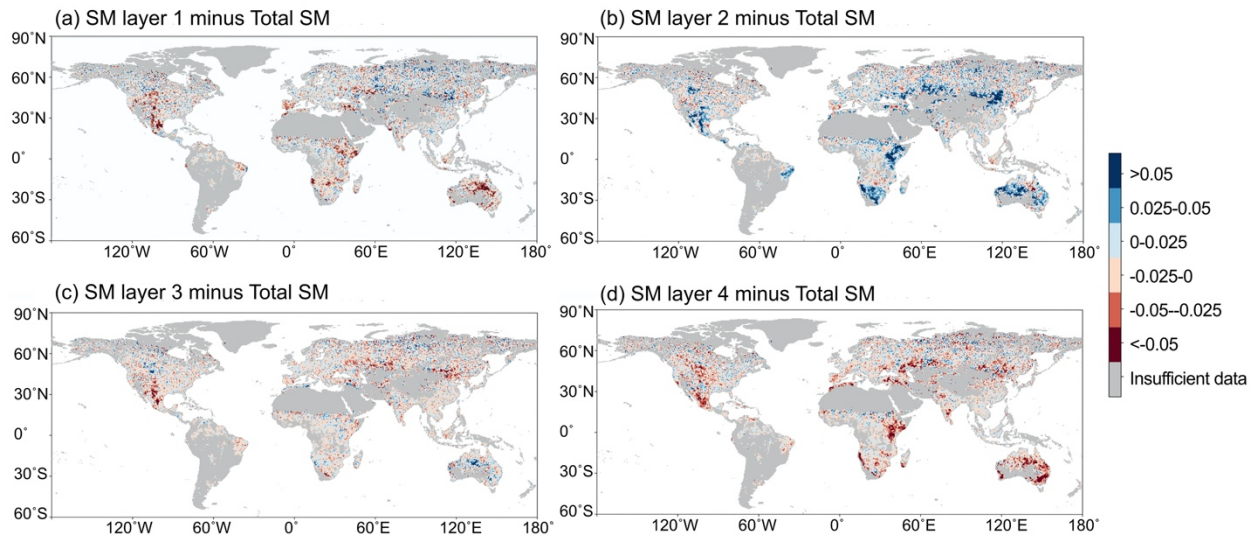 (a) SM layer 1 minus Total SM
(b) SM layer 2 minus Total SM
90˚N
60˚N
30˚N
0˚
30˚S
60˚S
120˚W 60˚W 0˚ 60˚E 120˚E 180˚
90˚N
60˚N
30˚N
0˚
30˚S
60˚S
120˚W 60˚W 0˚ 60˚E 120˚E 180˚
>0.05
0.025-0.05
0-0.025
-0.025-0
-0.05--0.025
<-0.05
Insufficient data
(c) SM layer 3 minus Total SM
(d) SM layer 4 minus Total SM
90˚N
60˚N
30˚N
0˚
30˚S
60˚S
120˚W 60˚W 0˚ 60˚E 120˚E 180˚
90˚N
60˚N
30˚N
0˚
30˚S
60˚S
120˚W 60˚W 0˚ 60˚E 120˚E 180˚